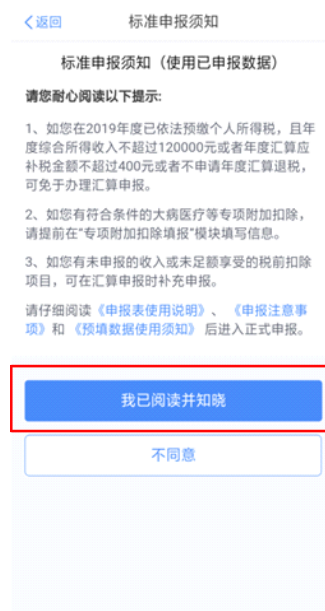 <返回 标准申报须知
标准申报须知（使用已申报数据）
请您耐心阅读以下提示:
1、如您在2019年度已依法预缴个人所得税，且年
度综合所得收入不超过120000元或者年度汇算应
补税金额不超过400元或者不申请年度汇算退税，
可免于办理汇算申报。
2、如您有符合条件的大病医疗等专项附加扣除，
请提前在"专项附加扣除填报"模块填写信息。
3、如您有未申报的收入或未足额享受的税前扣除
项目，可在汇算申报时补充申报。
请仔细阅读《申报表使用说明》、《申报注意事
项》和《预填数据使用须知》后进入正式申报。
我已阅读并知晓
不同意